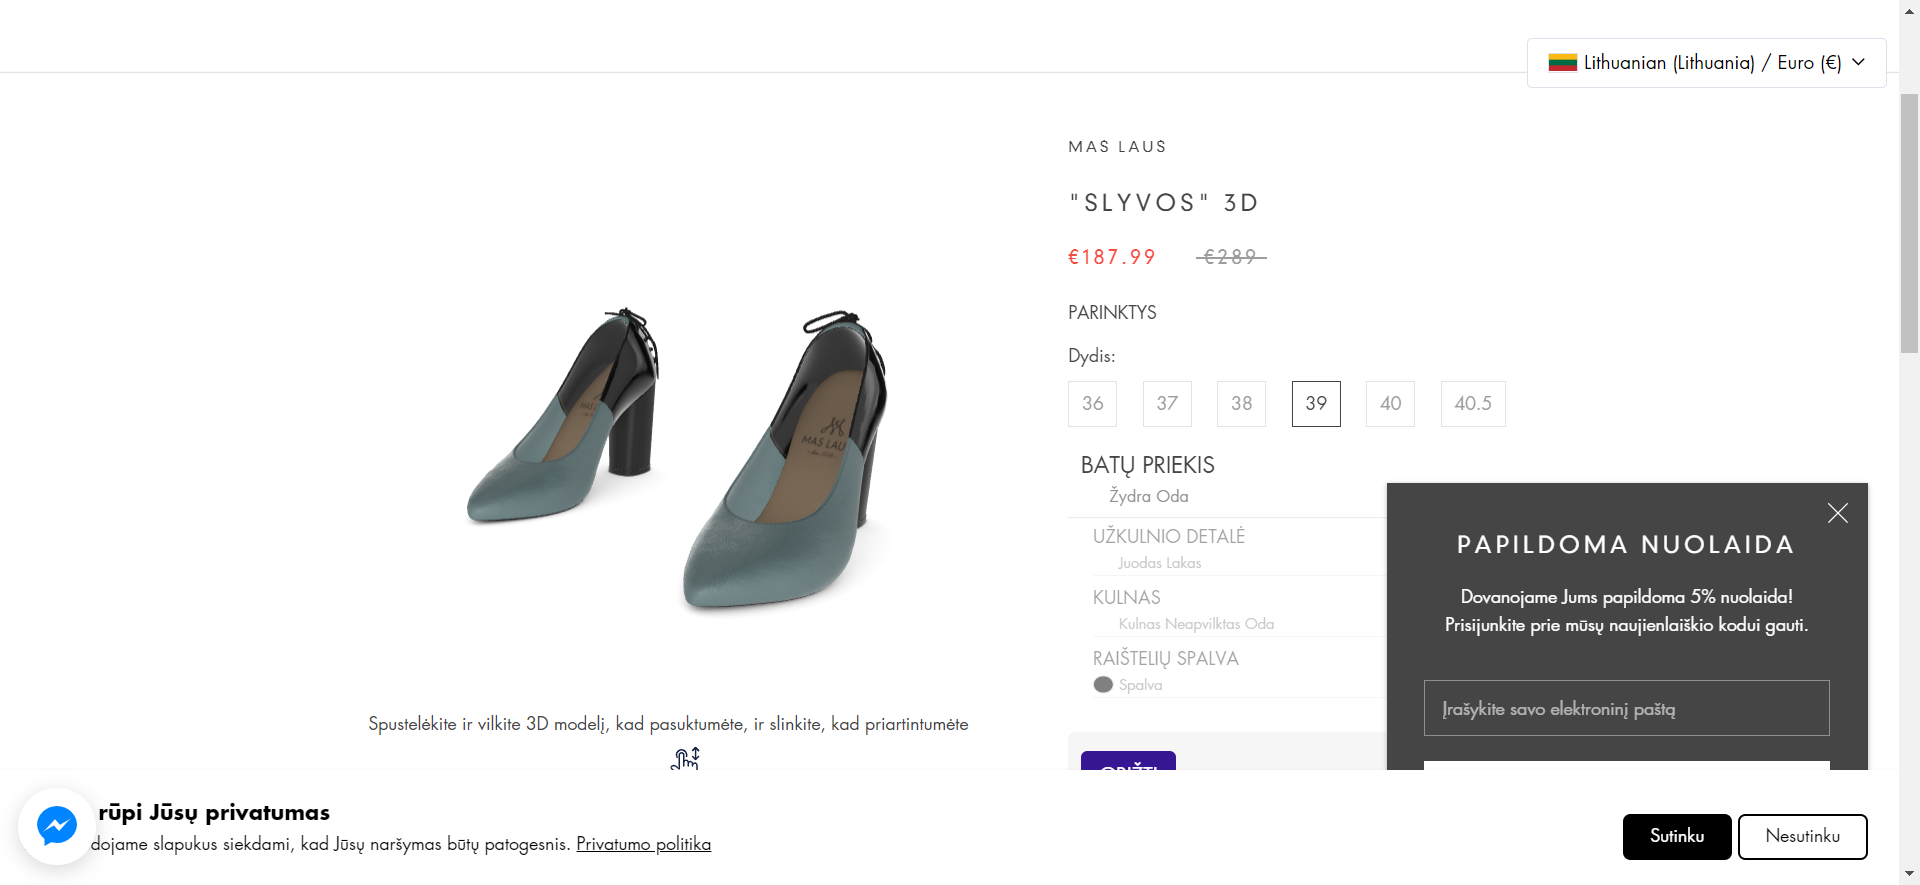 Lithuanian (Lithuania) / Euro (€)
MAS LAUS
"SLYVOS" 3D
€187.99 €289
PARINKTYS
Dydis:
36 37 38 39 40 40.5
BATŲ PRIEKIS
Žydra Oda
UŽKULNIO DETALĖ
Juodas Lakas
KULNAS
Kulnas Neapvilktas Oda
RAIŠTELIŲ SPALVA
Spalva
MAS LAU
Spustelėkite ir vilkite 3D modelį, kad pasuktumėte, ir slinkite, kad priartintumėte
PAPILDOMA NUOLAIDA
Dovanojame Jums papildoma 5% nuolaida!
Prisijunkite prie mūsų naujienlaiškio kodui gauti.
Įrašykite savo elektroninį paštą
rūpi Jūsų privatumas
dojame slapukus siekdami, kad Jūsų naršymas būtų patogesnis. Privatumo politika
Sutinku
Nesutinku